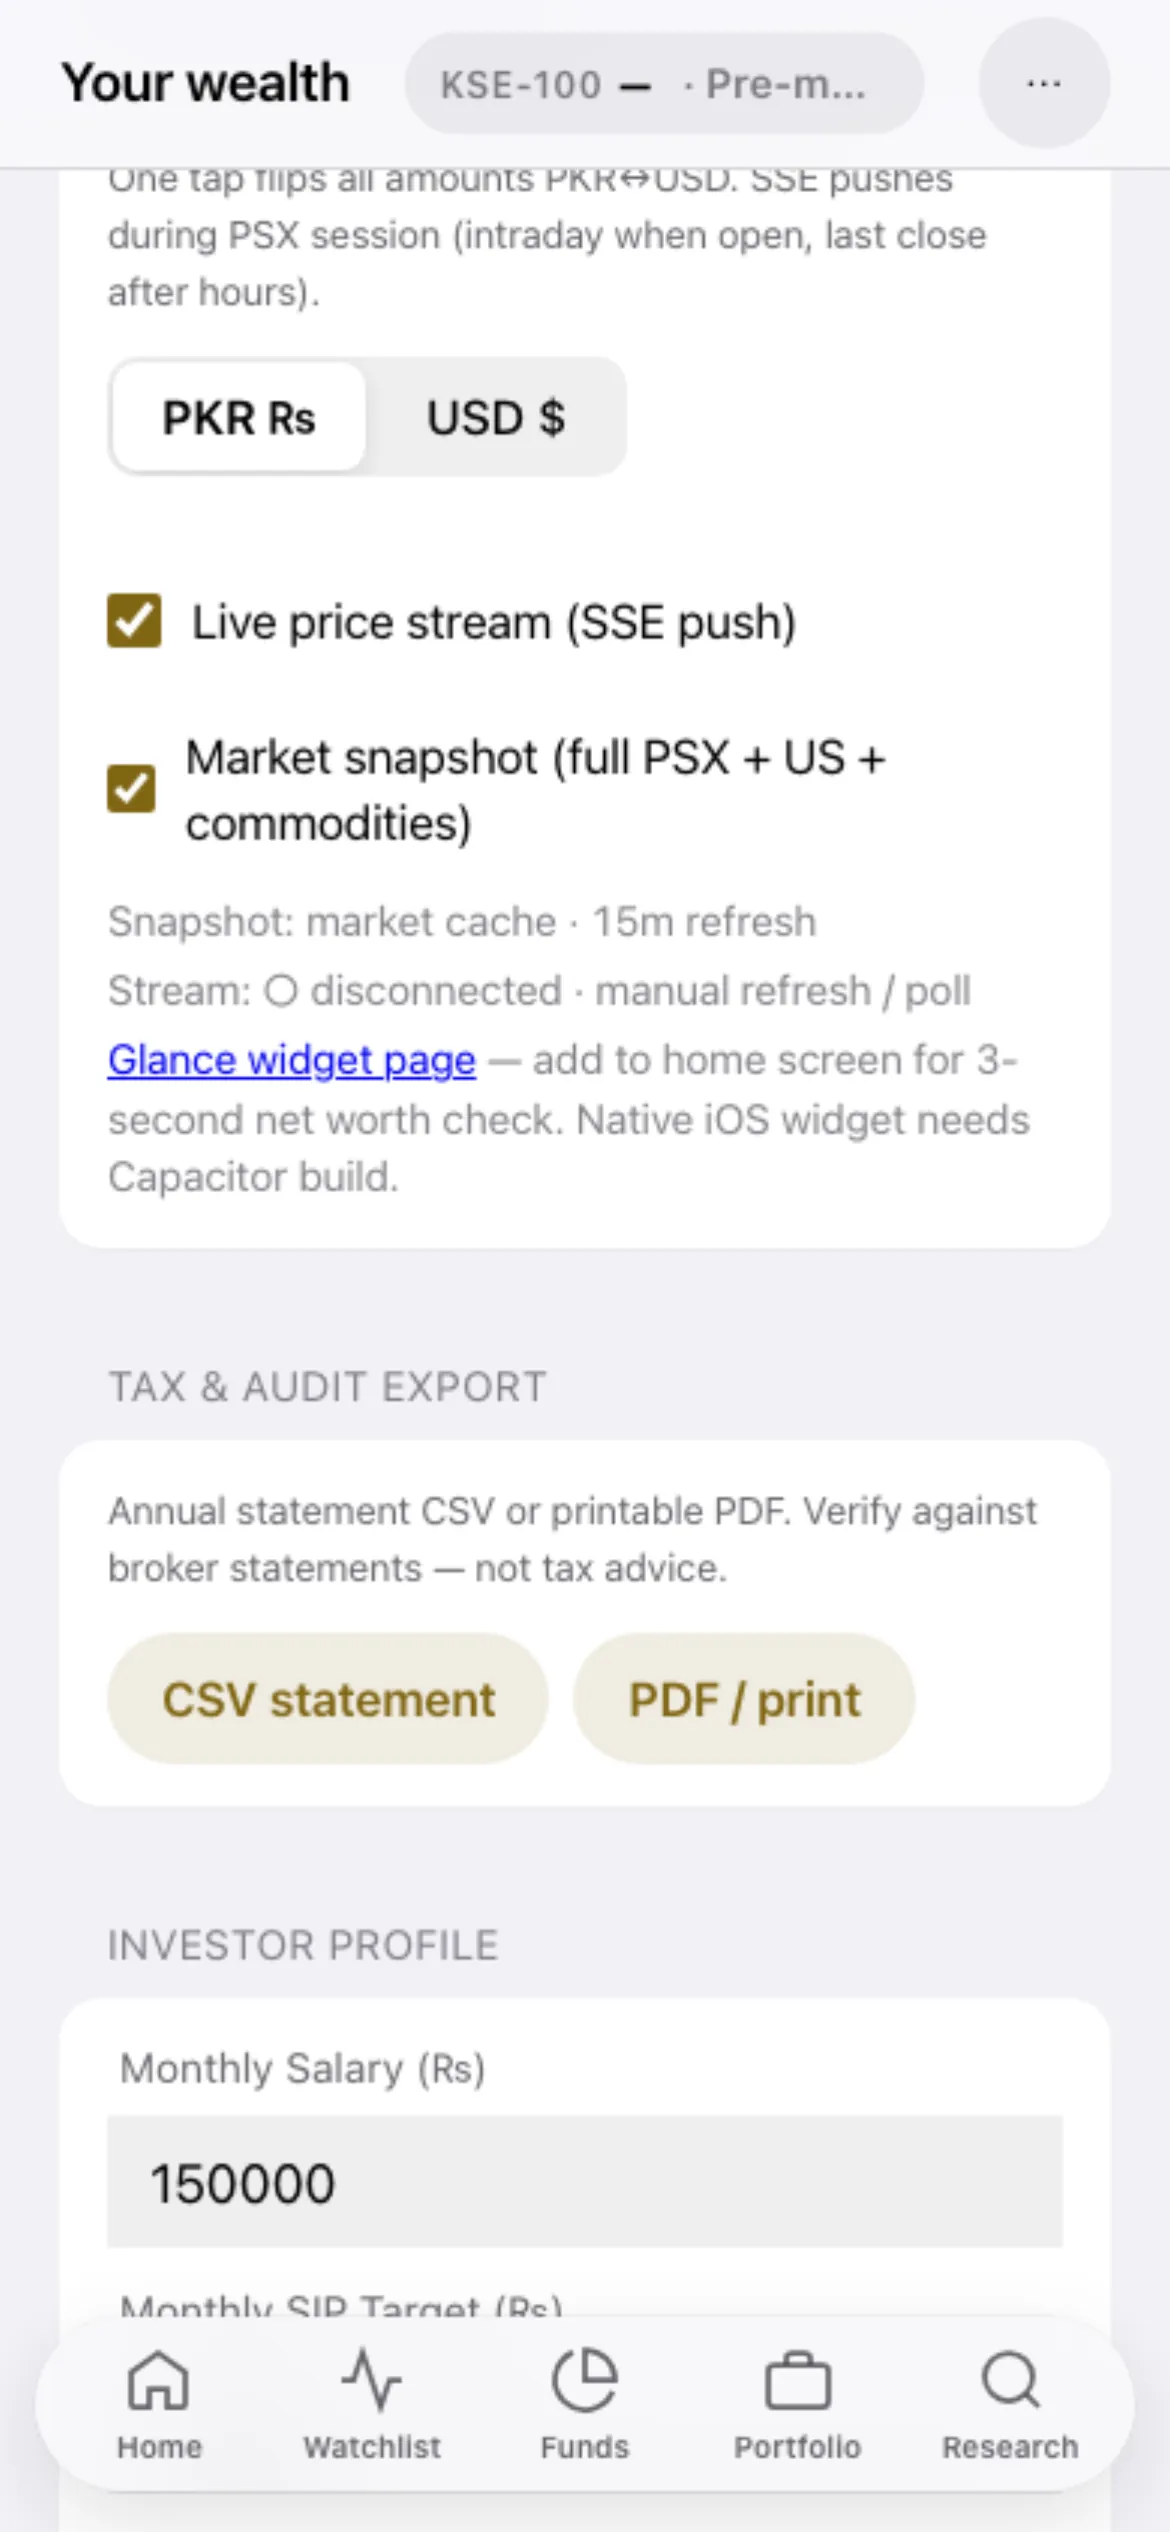 Your wealth
KSE-100 — · Pre-m...
...
One tap flips all amounts PKR↔USD. SSE pushes
during PSX session (intraday when open, last close
after hours).
PKR Rs
USD $
Live price stream (SSE push)
Market snapshot (full PSX + US +
commodities)
Snapshot: market cache · 15m refresh
Stream: ○ disconnected · manual refresh / poll
Glance widget page — add to home screen for 3-
second net worth check. Native iOS widget needs
Capacitor build.
TAX & AUDIT EXPORT
Annual statement CSV or printable PDF. Verify against
broker statements — not tax advice.
CSV statement
PDF / print
INVESTOR PROFILE
Monthly Salary (Rs)
150000
Monthly SIP Target (Rs)
Home
Watchlist
Funds
Portfolio
Research